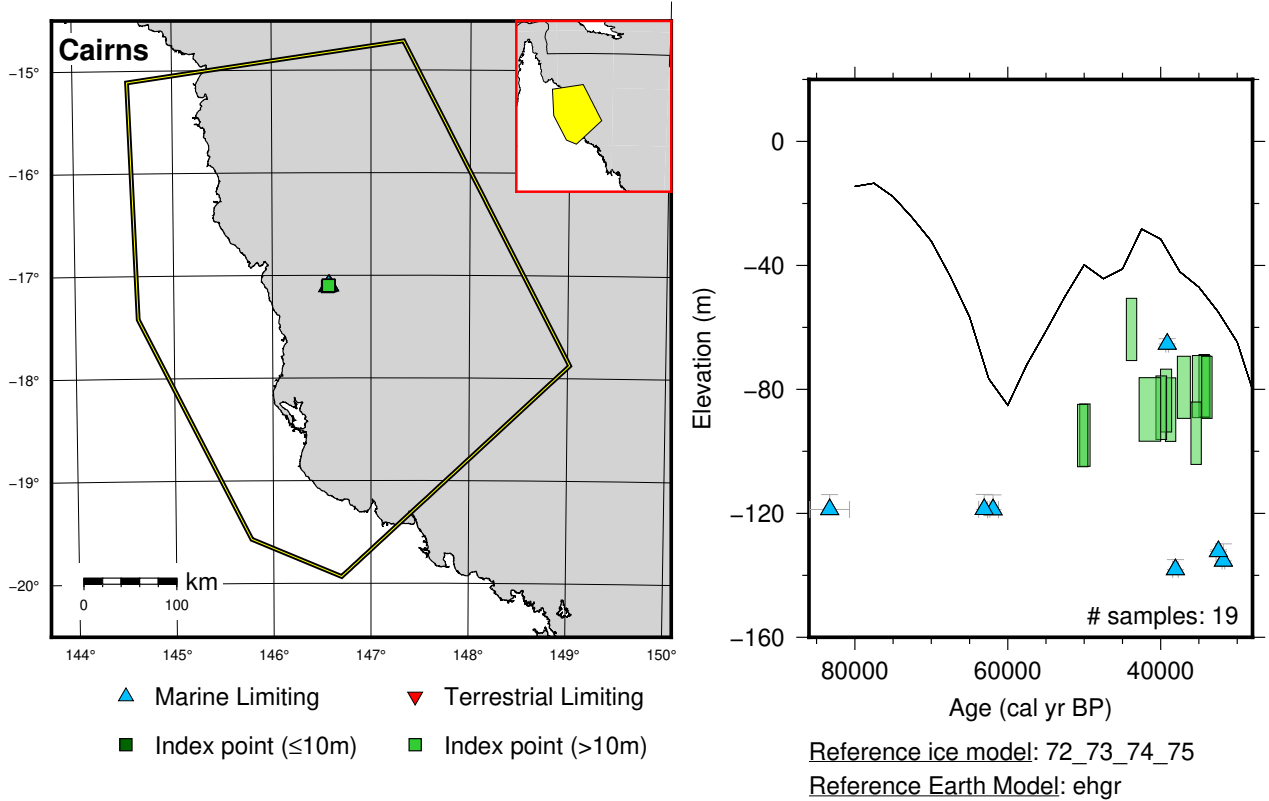 Cairns
−15°
−16°
−17°
−18°
−19°
−20°
km
0 100
144° 145° 146° 147° 148° 149° 150°
Marine Limiting
Terrestrial Limiting
Index point (≤10m)
Index point (>10m)
0
−40
−80
−120
−160
Elevation (m)
# samples: 19
80000 60000 40000
Age (cal yr BP)
Reference ice model: 72_73_74_75
Reference Earth Model: ehgr